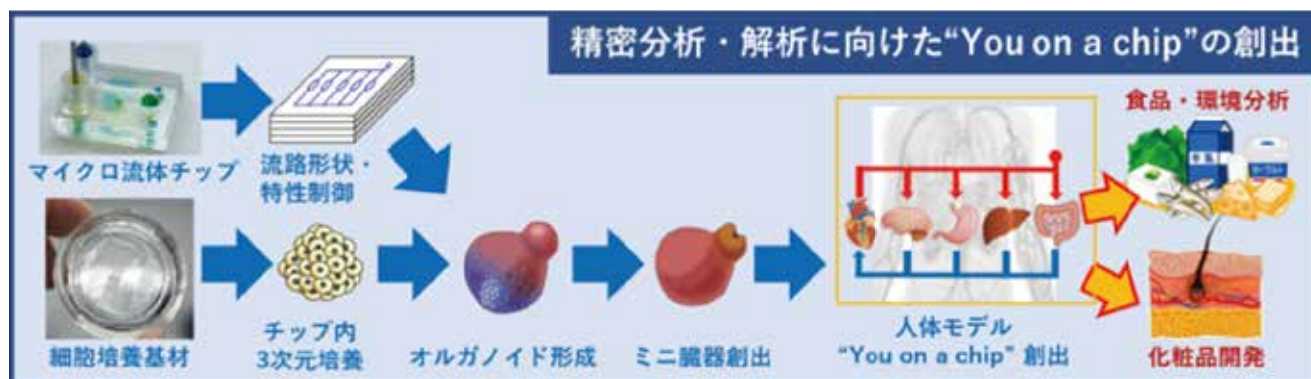 精密分析・解析に向けた“You on a chip”の創出
マイクロ流体チップ
流路形状・
特性制御
細胞培養基材
チップ内
3次元培養
オルガノイド形成
ミニ臓器創出
人体モデル
“You on a chip” 創出
食品・環境分析
牛乳
化粧品開発